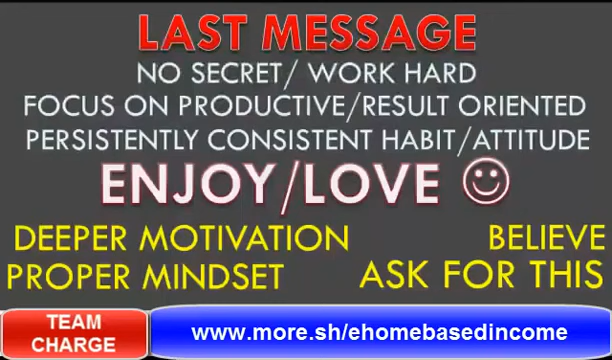 LAST MESSAGE
NO SECRET/ WORK HARD
FOCUS ON PRODUCTIVE/RESULT ORIENTED
PERSISTENTLY CONSISTENT HABIT/ATTITUDE
ENJOY/LOVE ☺
DEEPER MOTIVATION BELIEVE
PROPER MINDSET ASK FOR THIS
TEAM
CHARGE
www.more.sh/ehomebasedincome